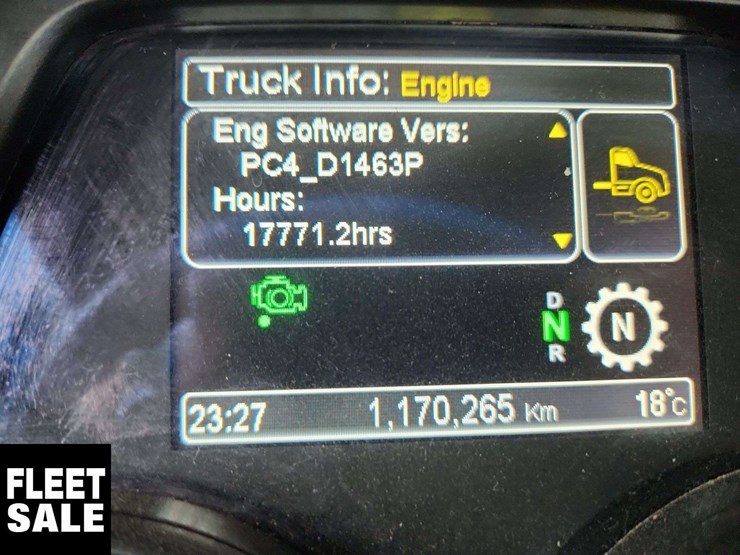 Truck Info: Engine
Eng Software Vers:
PC4_D1463P
Hours:
17771.2hrs
D
N
R
N
23:27 1,170,265 Km 18°C
FLEET
SALE